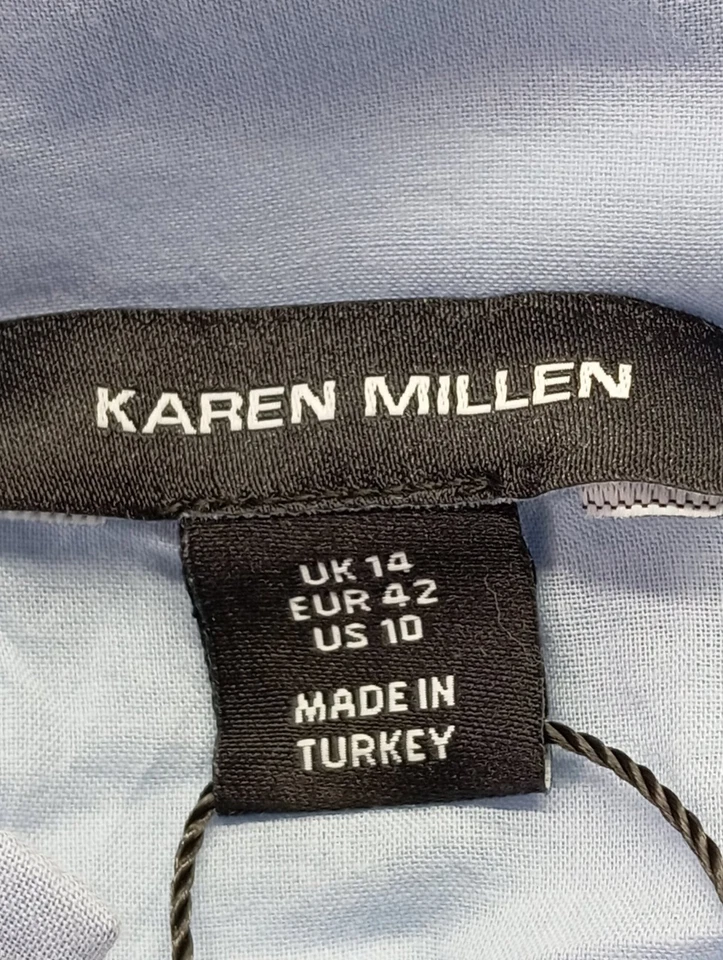 KAREN MILLEN
UK 14
EUR 42
US 10
MADE IN
TURKEY